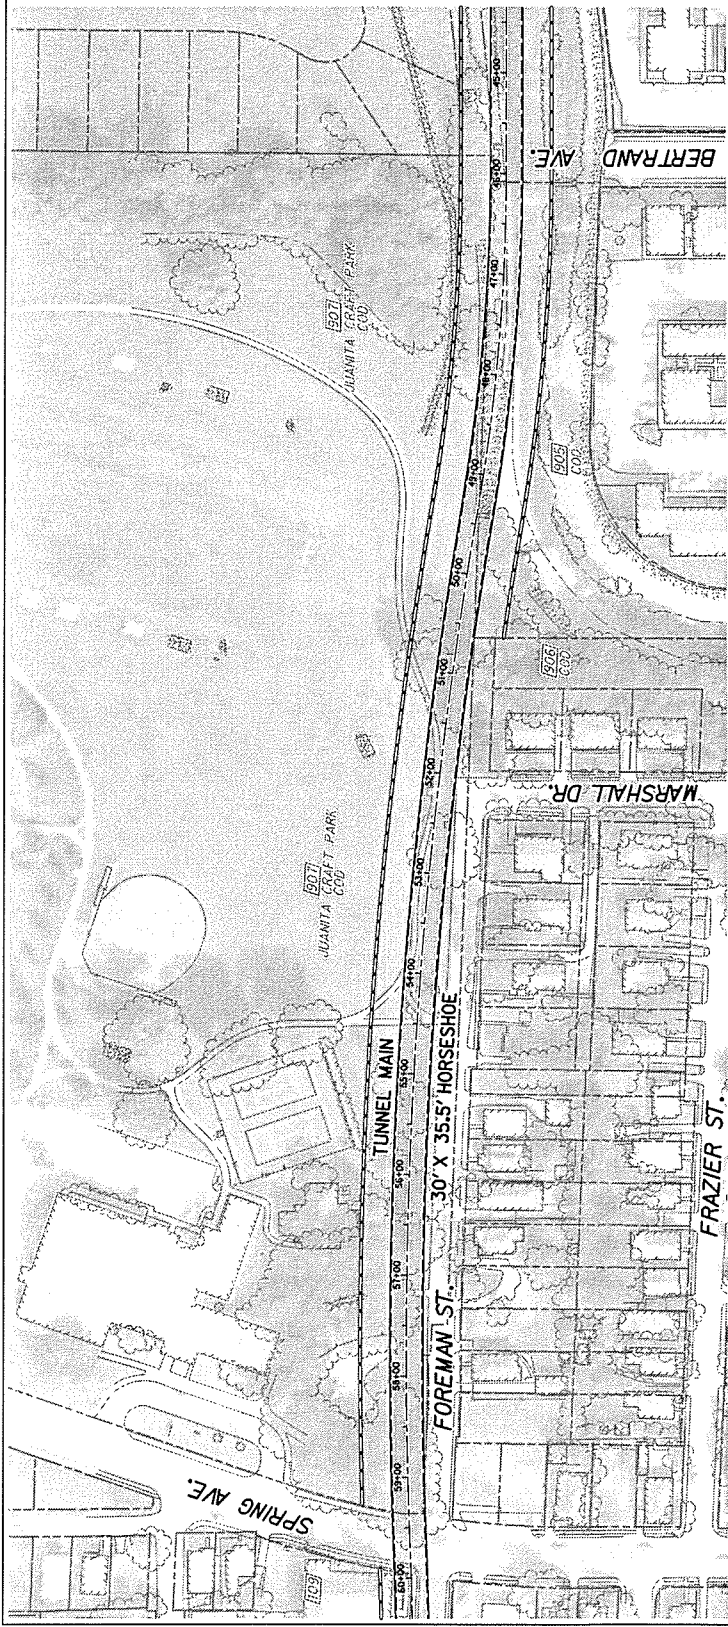 45+00
BERTRAND AVE.
46+00
47+00
907
JUANITA CRAFT PARK
COD
48+00
49+00
905
COD
50+00
906
COD
51+00
52+00
MARSHALL DR.
53+00
907
JUANITA CRAFT PARK
COD
54+00
TUNNEL MAIN
30' X 35.5' HORSESHOE
55+00
56+00
FRAZIER ST.
57+00
FOREMAN ST.
58+00
59+00
SPRING AVE.
60+00
109